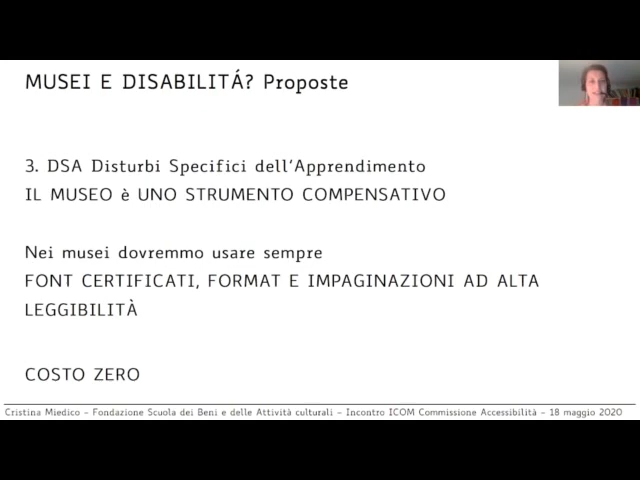 MUSEI E DISABILITÁ? Proposte
3. DSA Disturbi Specifici dell'Apprendimento
IL MUSEO è UNO STRUMENTO COMPENSATIVO
Nei musei dovremmo usare sempre
FONT CERTIFICATI, FORMAT E IMPAGINAZIONI AD ALTA
LEGGIBILITÀ
COSTO ZERO
Cristina Miedico – Fondazione Scuola dei Beni e delle Attività culturali – Incontro ICOM Commissione Accessibilità – 18 maggio 2020